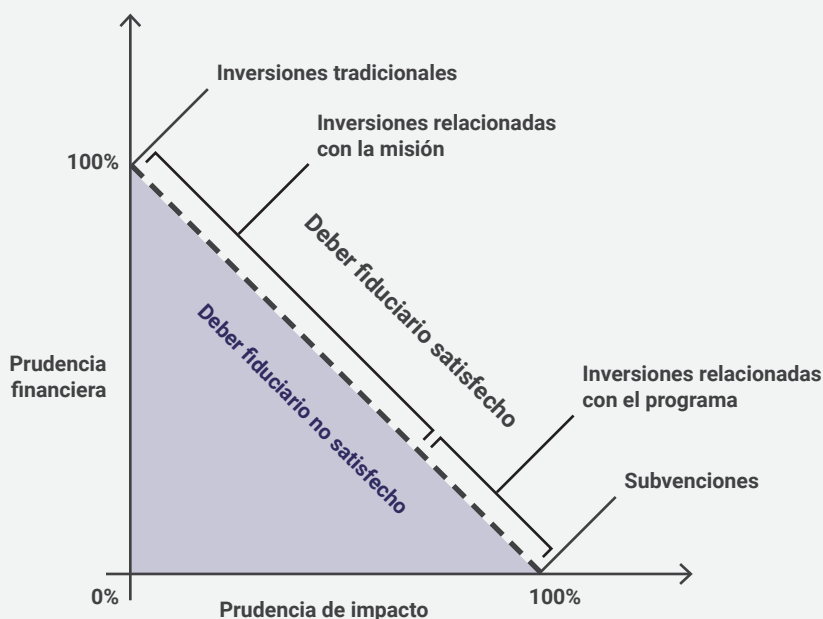 Inversiones tradicionales
Inversiones relacionadas
con la misión
100%
Deber fiduciario satisfecho
Deber fiduciario no satisfecho
Prudencia
financiera
Inversiones relacionadas
con el programa
Subvenciones
0%
100%
Prudencia de impacto